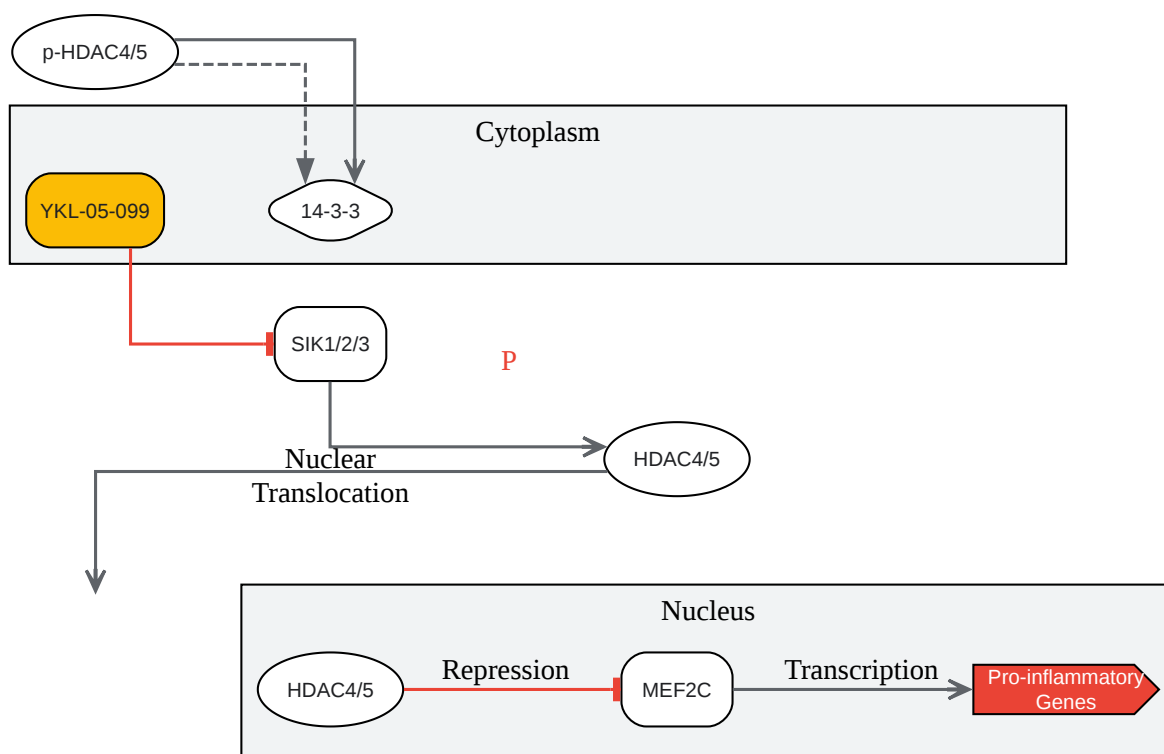 p-HDAC4/5
Cytoplasm
YKL-05-099
14-3-3
SIK1/2/3
P
Nuclear
Translocation
HDAC4/5
Nucleus
HDAC4/5
Repression
MEF2C
Transcription
Pro-inflammatory
Genes